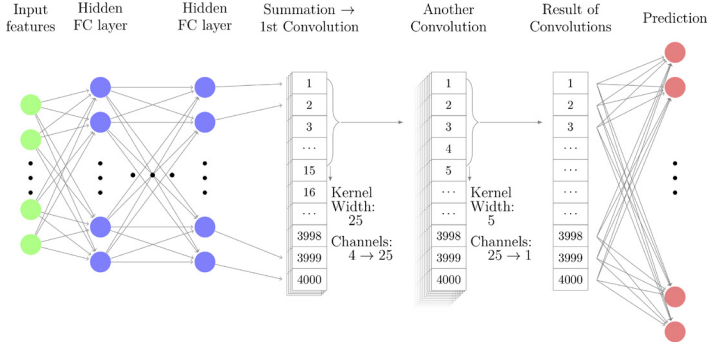 Input
features
Hidden
FC layer
Hidden
FC layer
Summation →
1st Convolution
Another
Convolution
Result of
Convolutions
Prediction
1
2
3
···
15
16
···
3998
3999
4000
Kernel
Width:
25
Channels:
4 → 25
1
2
3
4
5
···
···
3998
3999
4000
Kernel
Width:
5
Channels:
25 → 1
1
2
3
···
···
···
···
3998
3999
4000